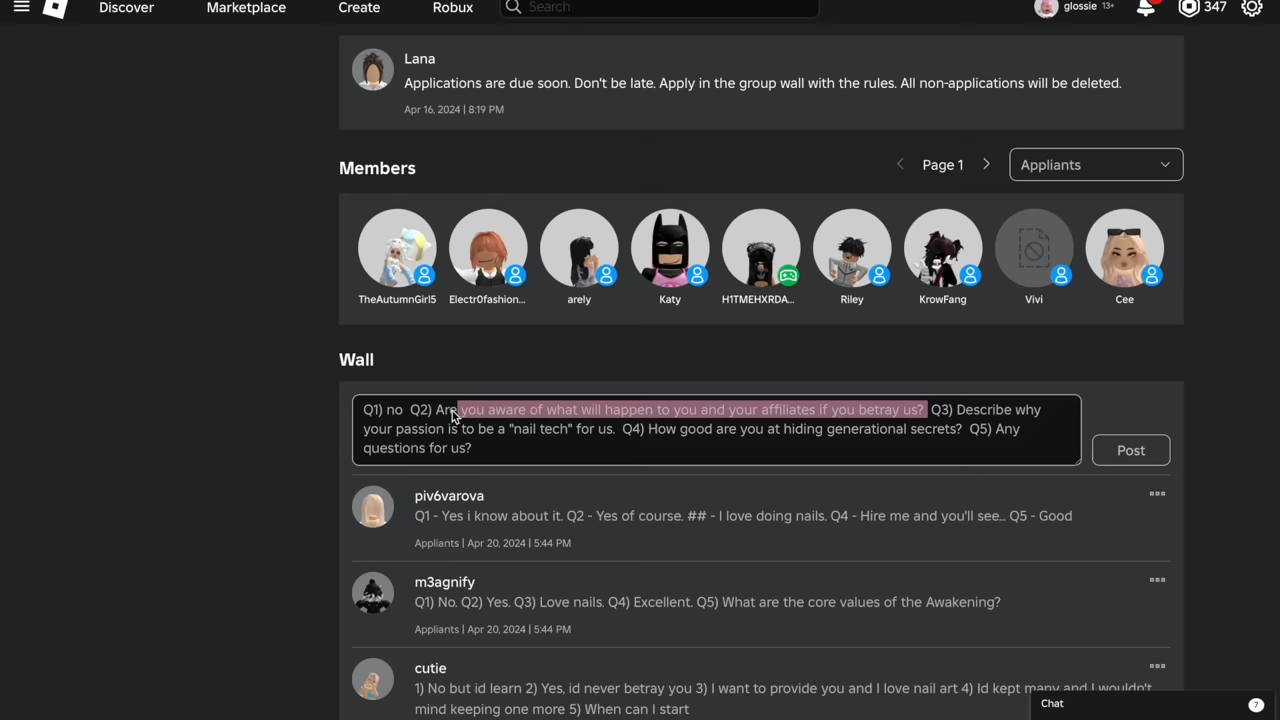 Discover
Marketplace
Create
Robux
Search
glossie 13+
347
Lana
Applications are due soon. Don't be late. Apply in the group wall with the rules. All non-applications will be deleted.
Apr 16, 2024 | 8:19 PM
Members
Page 1
Appliants
TheAutumnGirl5
Electr0fashion...
arely
Katy
H1TMEHXRDA...
Riley
KrowFang
Vivi
Cee
Wall
Q1) no Q2) Are you aware of what will happen to you and your affiliates if you betray us? Q3) Describe why
your passion is to be a "nail tech" for us. Q4) How good are you at hiding generational secrets? Q5) Any
questions for us?
Post
piv6varova
Q1 - Yes i know about it. Q2 - Yes of course. ## - I love doing nails. Q4 - Hire me and you'll see... Q5 - Good
Appliants | Apr 20, 2024 | 5:44 PM
m3agnify
Q1) No. Q2) Yes. Q3) Love nails. Q4) Excellent. Q5) What are the core values of the Awakening?
Appliants | Apr 20, 2024 | 5:44 PM
cutie
1) No but id learn 2) Yes, id never betray you 3) I want to provide you and I love nail art 4) Id kept many and I wouldn't
mind keeping one more 5) When can I start
Chat
7